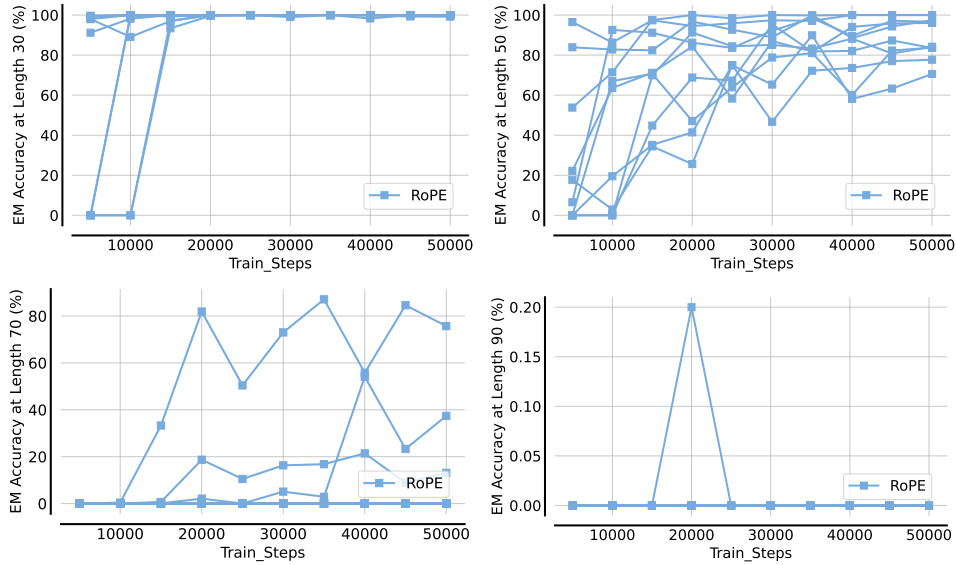 EM Accuracy at Length 30 (%)
100
80
60
40
20
0
RoPE
10000 20000 30000 40000 50000
Train_Steps
EM Accuracy at Length 50 (%)
100
80
60
40
20
0
RoPE
10000 20000 30000 40000 50000
Train_Steps
EM Accuracy at Length 70 (%)
80
60
40
20
0
RoPE
10000 20000 30000 40000 50000
Train_Steps
EM Accuracy at Length 90 (%)
0.20
0.15
0.10
0.05
0.00
RoPE
10000 20000 30000 40000 50000
Train_Steps